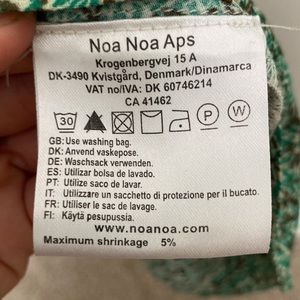 Noa Noa Aps
Krogenbergvej 15 A
DK-3490 Kvistgård, Denmark/Dinamarca
VAT no/IVA: DK 60746214
CA 41462
30
P
GB: Use washing bag.
DK: Anvend vaskepose.
DE: Waschsack verwenden.
ES: Utilizar bolsa de lavado.
PT: Utilize saco de lavar.
IT: Utilizzare un sacchetto di protezione per il bucato.
FR: Utiliser le sac de lavage.
FI: Käytä pesupussia.
www.noanoa.com
Maximum shrinkage 5%